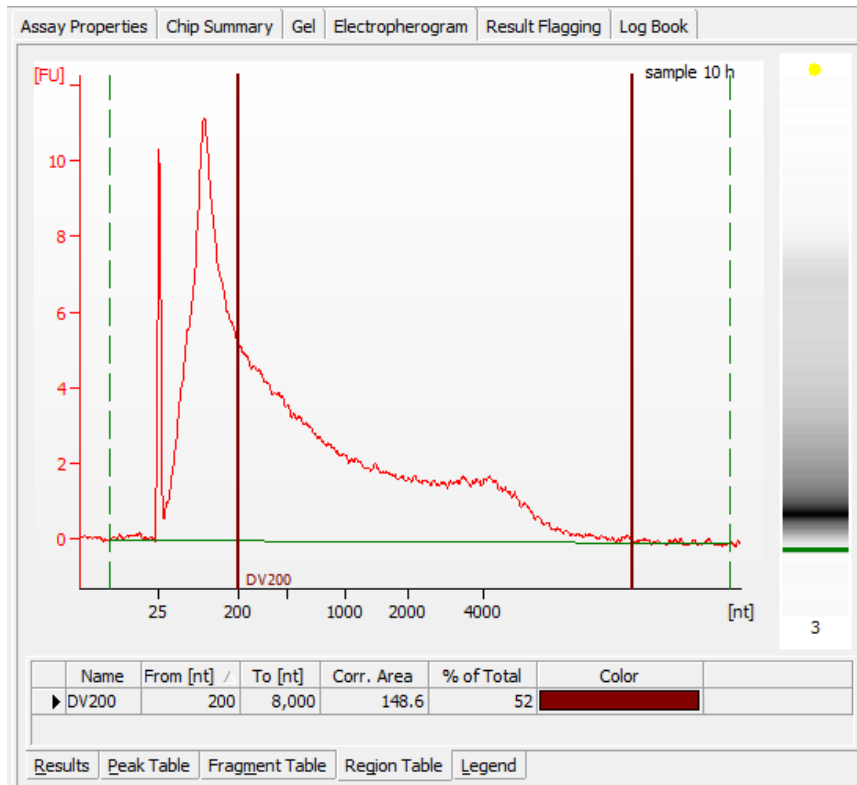 Assay Properties Chip Summary Gel Electropherogram Result Flagging Log Book
[FU]
sample 10 h
10
8
6
4
2
0
DV200
25 200 1000 2000 4000 [nt]
3
Name From [nt] / To [nt] Corr. Area % of Total Color
DV200 200 8,000 148.6 52
Results Peak Table Fragment Table Region Table Legend